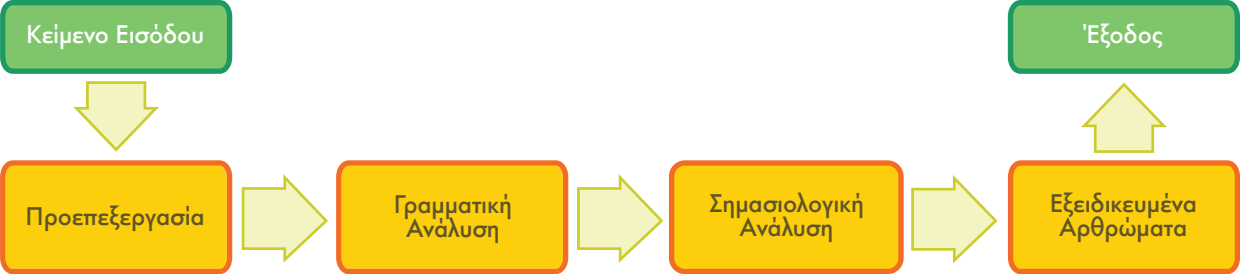 Κείμενο Εισόδου
Έξοδος
Προεπεξεργασία
Γραμματική
Ανάλυση
Σημασιολογική
Ανάλυση
Εξειδικευμένα
Αρθρώματα